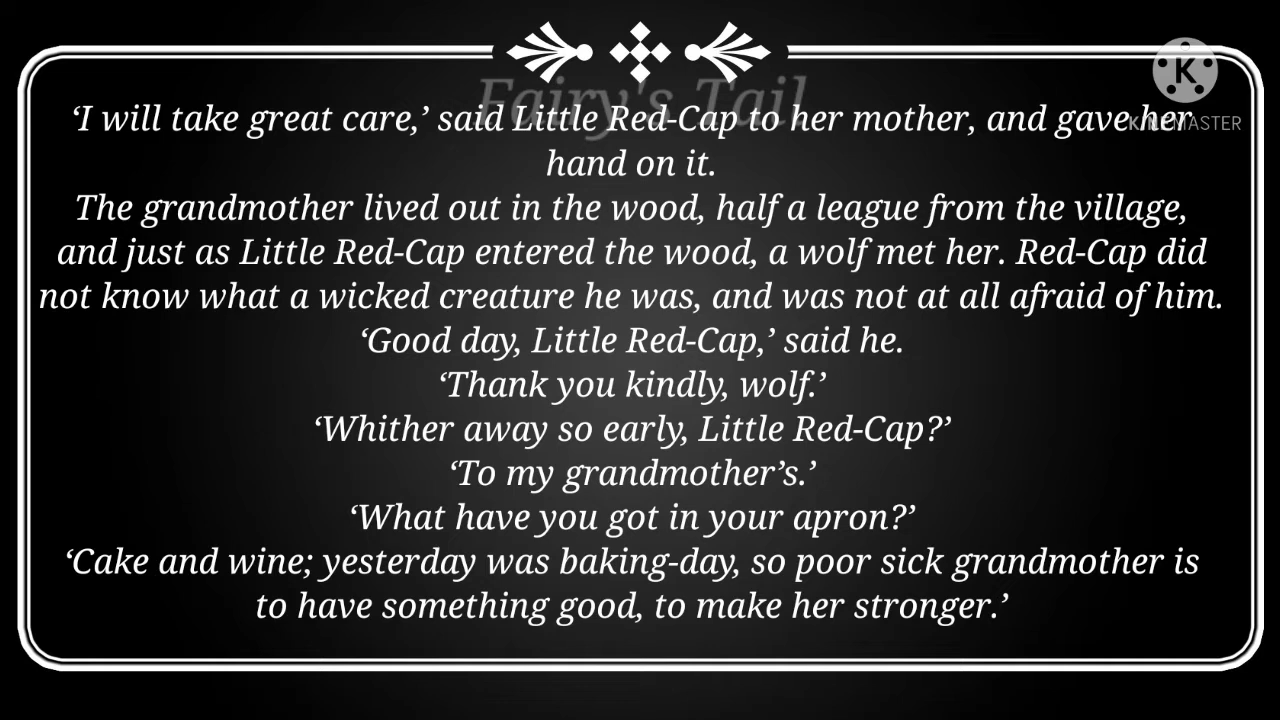 Fairy's Tail
‘I will take great care,’ said Little Red-Cap to her mother, and gave her
hand on it.
The grandmother lived out in the wood, half a league from the village,
and just as Little Red-Cap entered the wood, a wolf met her. Red-Cap did
not know what a wicked creature he was, and was not at all afraid of him.
‘Good day, Little Red-Cap,’ said he.
‘Thank you kindly, wolf.’
‘Whither away so early, Little Red-Cap?’
‘To my grandmother’s.’
‘What have you got in your apron?’
‘Cake and wine; yesterday was baking-day, so poor sick grandmother is
to have something good, to make her stronger.’
K
KINEMASTER